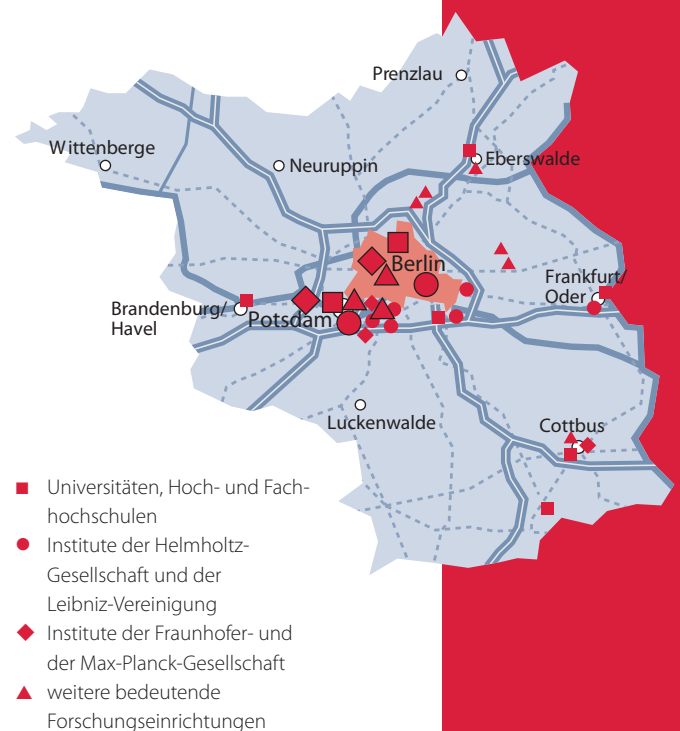 Prenzlau
Wittenberge
Neuruppin
Eberswalde
Berlin
Frankfurt/
Oder
Brandenburg/
Havel
Potsdam
Luckenwalde
Cottbus
Universitäten, Hoch- und Fach-
hochschulen
Institute der Helmholtz-
Gesellschaft und der
Leibniz-Vereinigung
Institute der Fraunhofer- und
der Max-Planck-Gesellschaft
weitere bedeutende
Forschungseinrichtungen